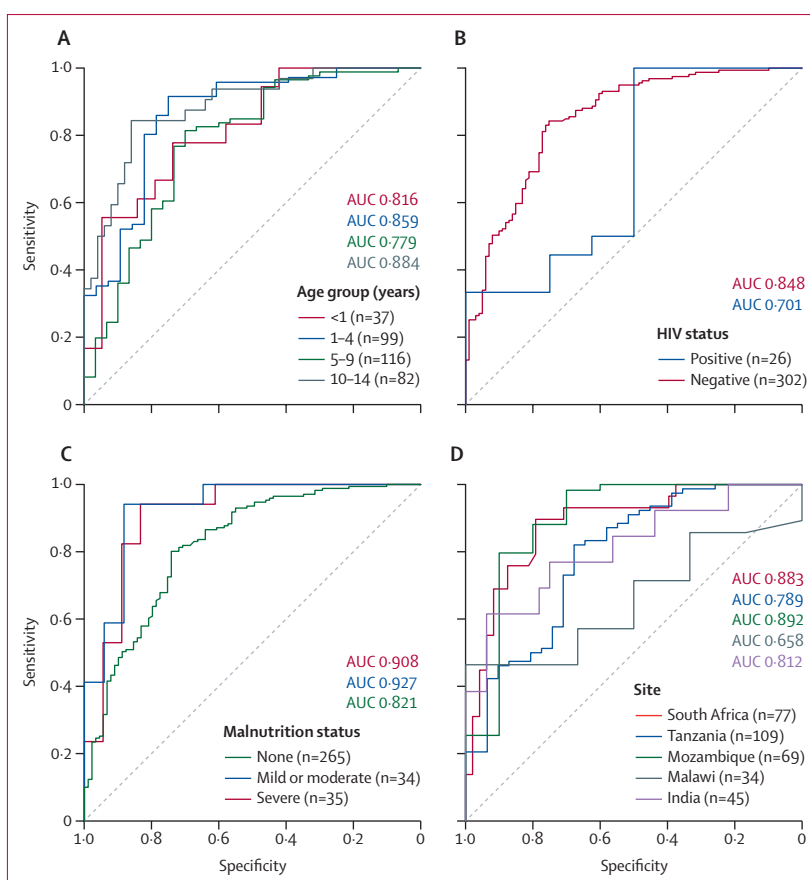 A
1·0
0·8
0·6
0·4
0·2
0
Sensitivity
AUC 0·816
AUC 0·859
AUC 0·779
AUC 0·884
Age group (years)
<1 (n=37)
1–4 (n=99)
5–9 (n=116)
10–14 (n=82)
B
AUC 0·848
AUC 0·701
HIV status
Positive (n=26)
Negative (n=302)
C
1·0
0·8
0·6
0·4
0·2
0
Sensitivity
AUC 0·908
AUC 0·927
AUC 0·821
Malnutrition status
None (n=265)
Mild or moderate (n=34)
Severe (n=35)
1·0 0·8 0·6 0·4 0·2 0
Specificity
D
AUC 0·883
AUC 0·789
AUC 0·892
AUC 0·658
AUC 0·812
Site
South Africa (n=77)
Tanzania (n=109)
Mozambique (n=69)
Malawi (n=34)
India (n=45)
1·0 0·8 0·6 0·4 0·2 0
Specificity